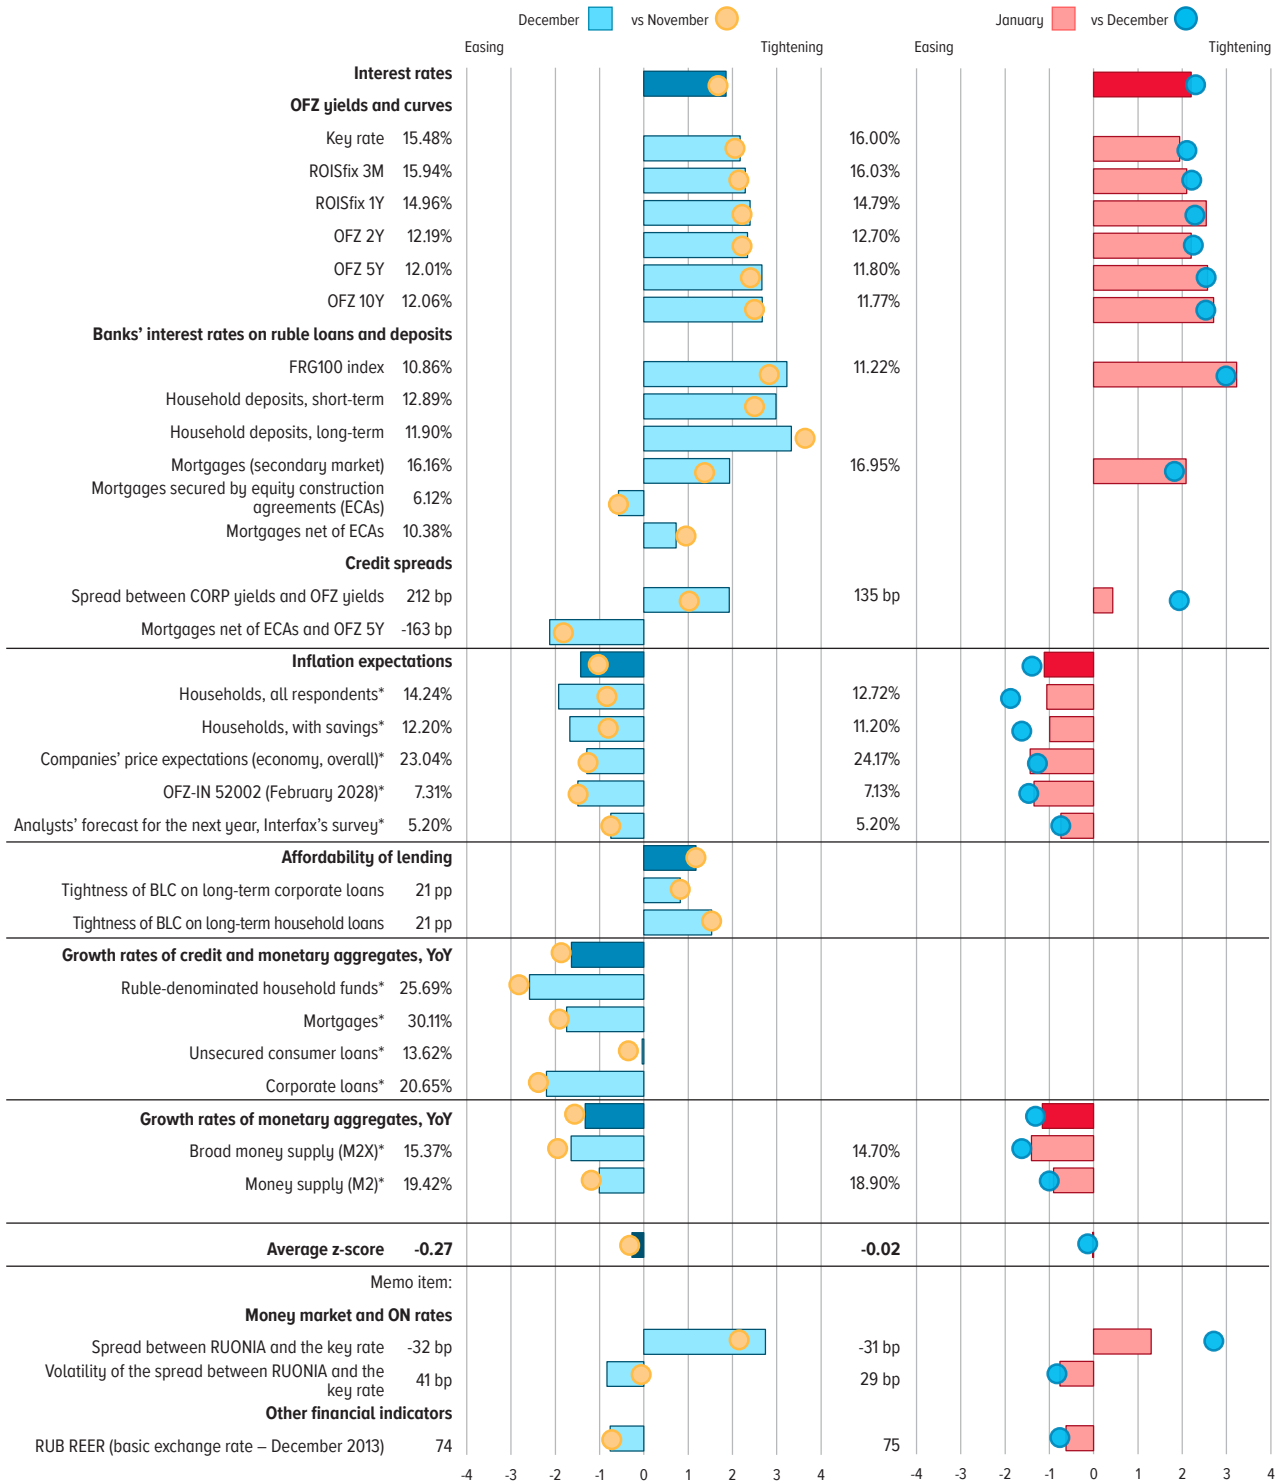 December vs November January vs December
Easing Tightening Easing Tightening
Interest rates
OFZ yields and curves
Key rate 15.48% 16.00%
ROISfix 3M 15.94% 16.03%
ROISfix 1Y 14.96% 14.79%
OFZ 2Y 12.19% 12.70%
OFZ 5Y 12.01% 11.80%
OFZ 10Y 12.06% 11.77%
Banks' interest rates on ruble loans and deposits
FRG100 index 10.86% 11.22%
Household deposits, short-term 12.89%
Household deposits, long-term 11.90%
Mortgages (secondary market) 16.16% 16.95%
Mortgages secured by equity construction
agreements (ECAs) 6.12%
Mortgages net of ECAs 10.38%
Credit spreads
Spread between CORP yields and OFZ yields 212 bp 135 bp
Mortgages net of ECAs and OFZ 5Y -163 bp
Inflation expectations
Households, all respondents* 14.24% 12.72%
Households, with savings* 12.20% 11.20%
Companies' price expectations (economy, overall)* 23.04% 24.17%
OFZ-IN 52002 (February 2028)* 7.31% 7.13%
Analysts' forecast for the next year, Interfax's survey* 5.20% 5.20%
Affordability of lending
Tightness of BLC on long-term corporate loans 21 pp
Tightness of BLC on long-term household loans 21 pp
Growth rates of credit and monetary aggregates, YoY
Ruble-denominated household funds* 25.69%
Mortgages* 30.11%
Unsecured consumer loans* 13.62%
Corporate loans* 20.65%
Growth rates of monetary aggregates, YoY
Broad money supply (M2X)* 15.37% 14.70%
Money supply (M2)* 19.42% 18.90%
Average z-score -0.27 -0.02
Memo item:
Money market and ON rates
Spread between RUONIA and the key rate -32 bp -31 bp
Volatility of the spread between RUONIA and the
key rate 41 bp 29 bp
Other financial indicators
RUB REER (basic exchange rate – December 2013) 74 75
-4 -3 -2 -1 0 1 2 3 4 -4 -3 -2 -1 0 1 2 3 4